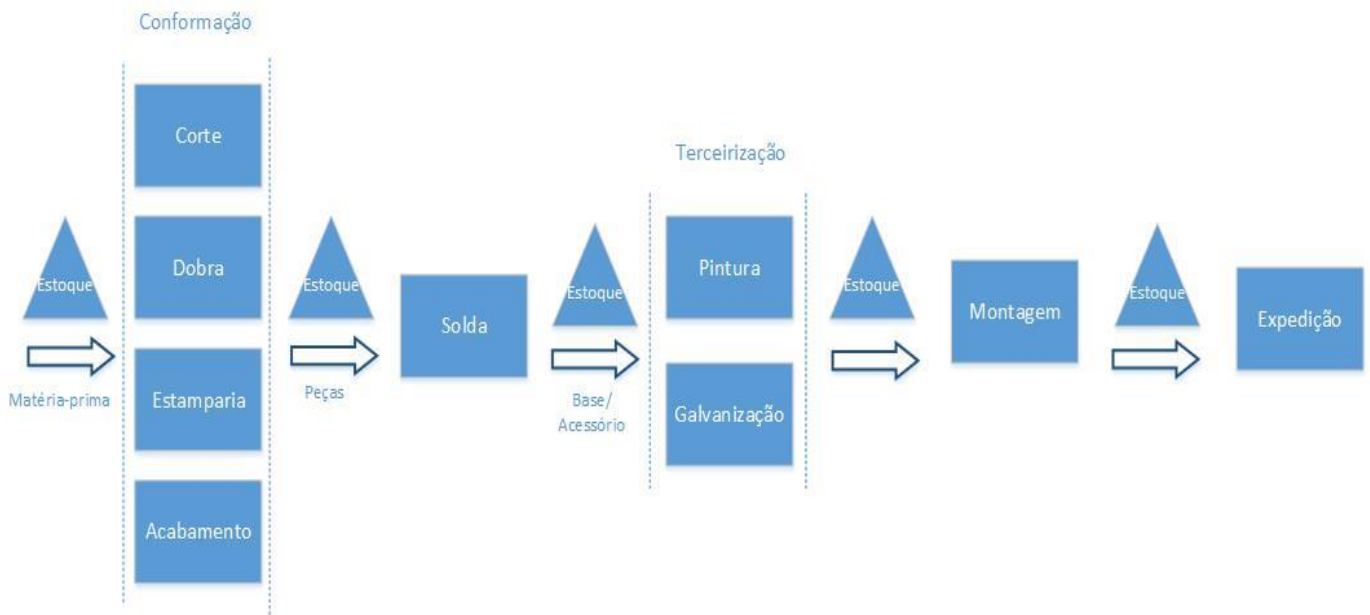 Conformação
Corte
Dobra
Estamparia
Acabamento
Estoque
Matéria-prima
Estoque
Peças
Solda
Estoque
Base/
Acessório
Terceirização
Pintura
Galvanização
Estoque
Montagem
Estoque
Expedição